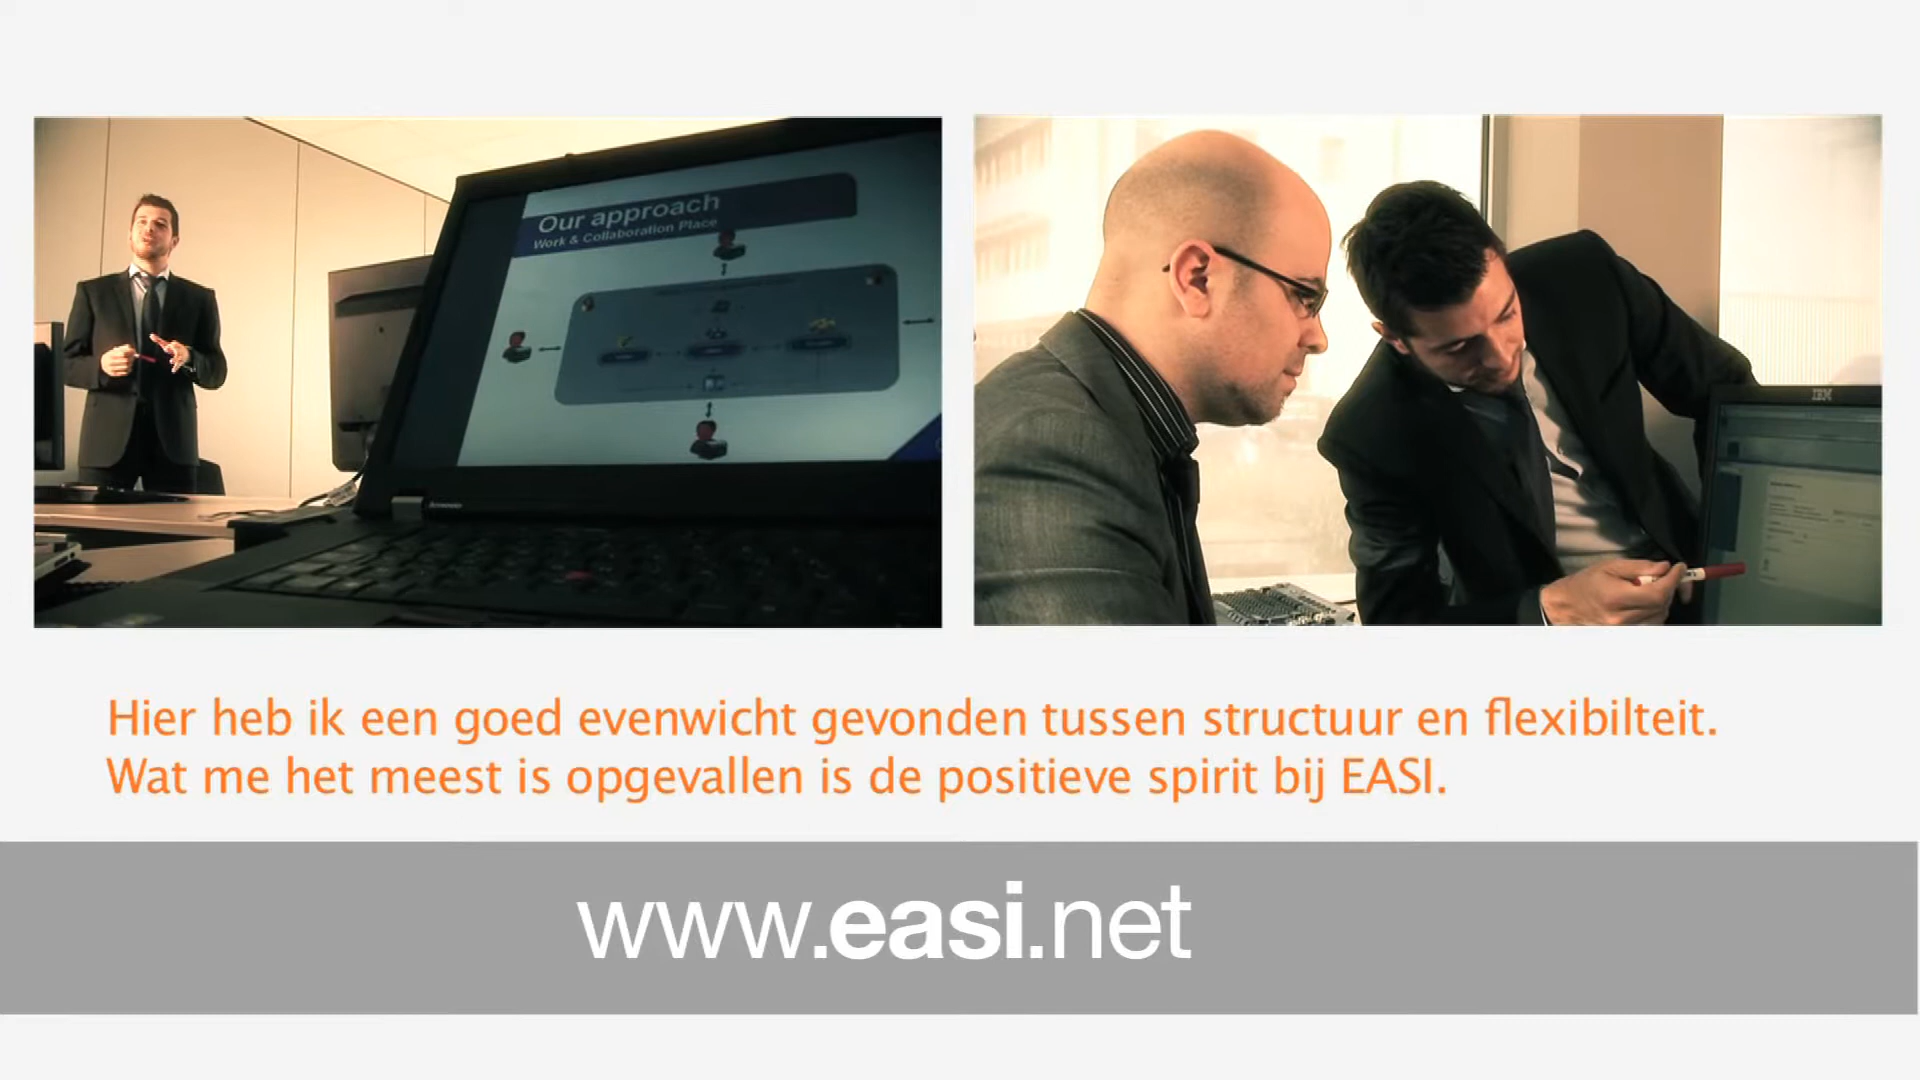 Our approach
Work & Collaboration Place
IBM
Hier heb ik een goed evenwicht gevonden tussen structuur en flexibilteit.
Wat me het meest is opgevallen is de positieve spirit bij EASI.
www.easi.net